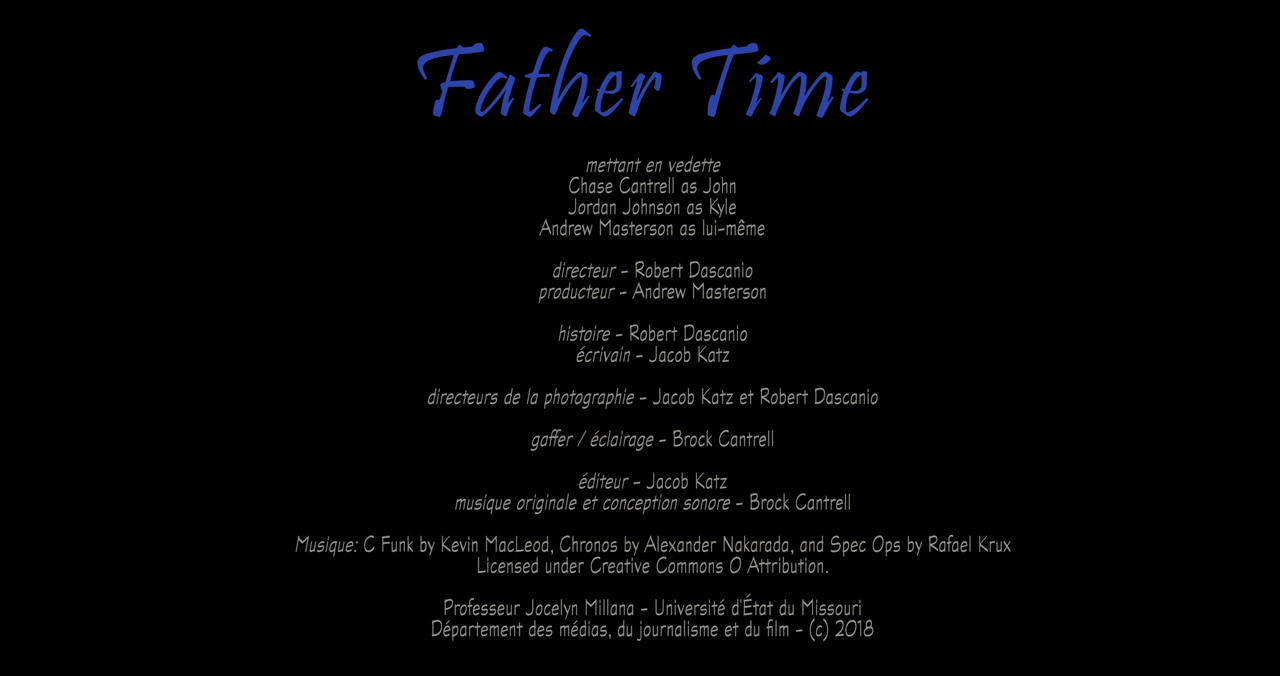 Father Time
mettant en vedette
Chase Cantrell as John
Jordan Johnson as Kyle
Andrew Masterson as lui-même
directeur - Robert Dascanio
producteur - Andrew Masterson
histoire - Robert Dascanio
écrivain - Jacob Katz
directeurs de la photographie - Jacob Katz et Robert Dascanio
gaffer / éclairage - Brock Cantrell
éditeur - Jacob Katz
musique originale et conception sonore - Brock Cantrell
Musique: C Funk by Kevin MacLeod, Chronos by Alexander Nakarada, and Spec Ops by Rafael Krux
Licensed under Creative Commons O Attribution.
Professeur Jocelyn Millana - Université d'État du Missouri
Département des médias, du journalisme et du film - (c) 2018